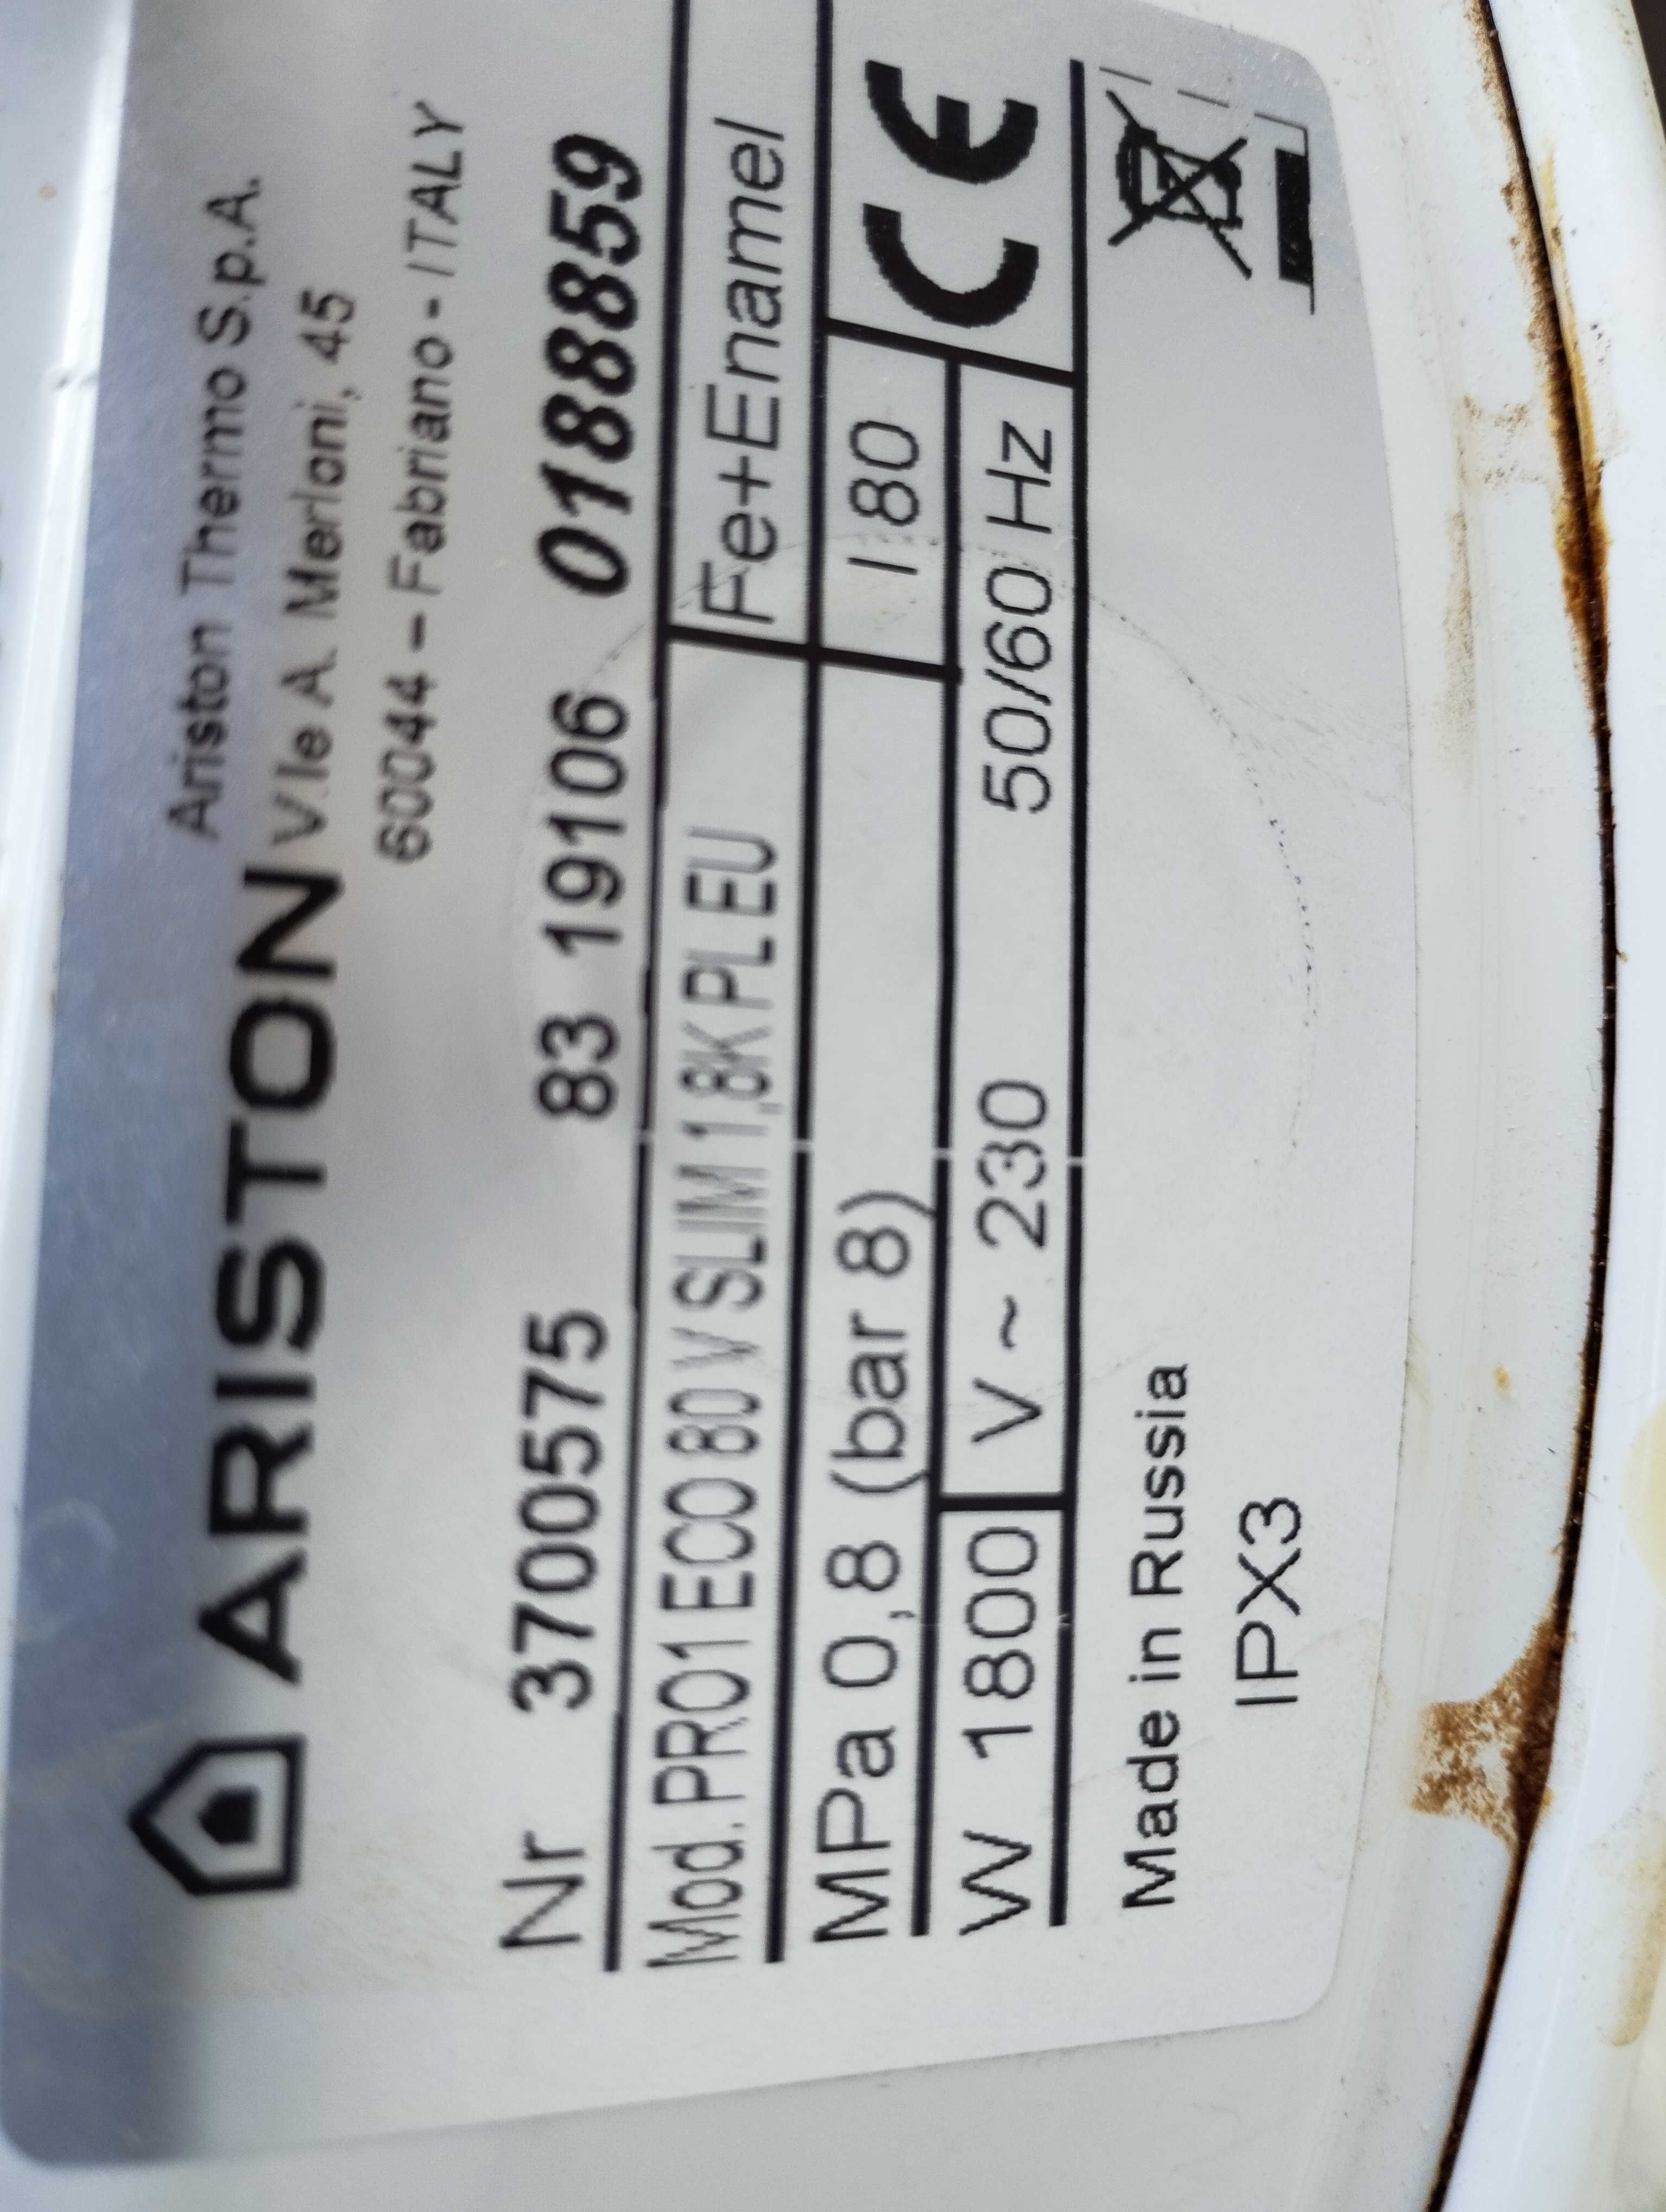 ARISTON
Ariston Thermo S.p.A.
V.le A. Merloni, 45
60044 – Fabriano - ITALY
Nr 3700575 83 19106 0188859
Mod. PRO1 ECO 80 V SLIM 1,8K PL EU Fe+Enamel
MPa 0,8 (bar 8) l 80
W 1800 V ~ 230 50/60 Hz
CE
Made in Russia
IPX3